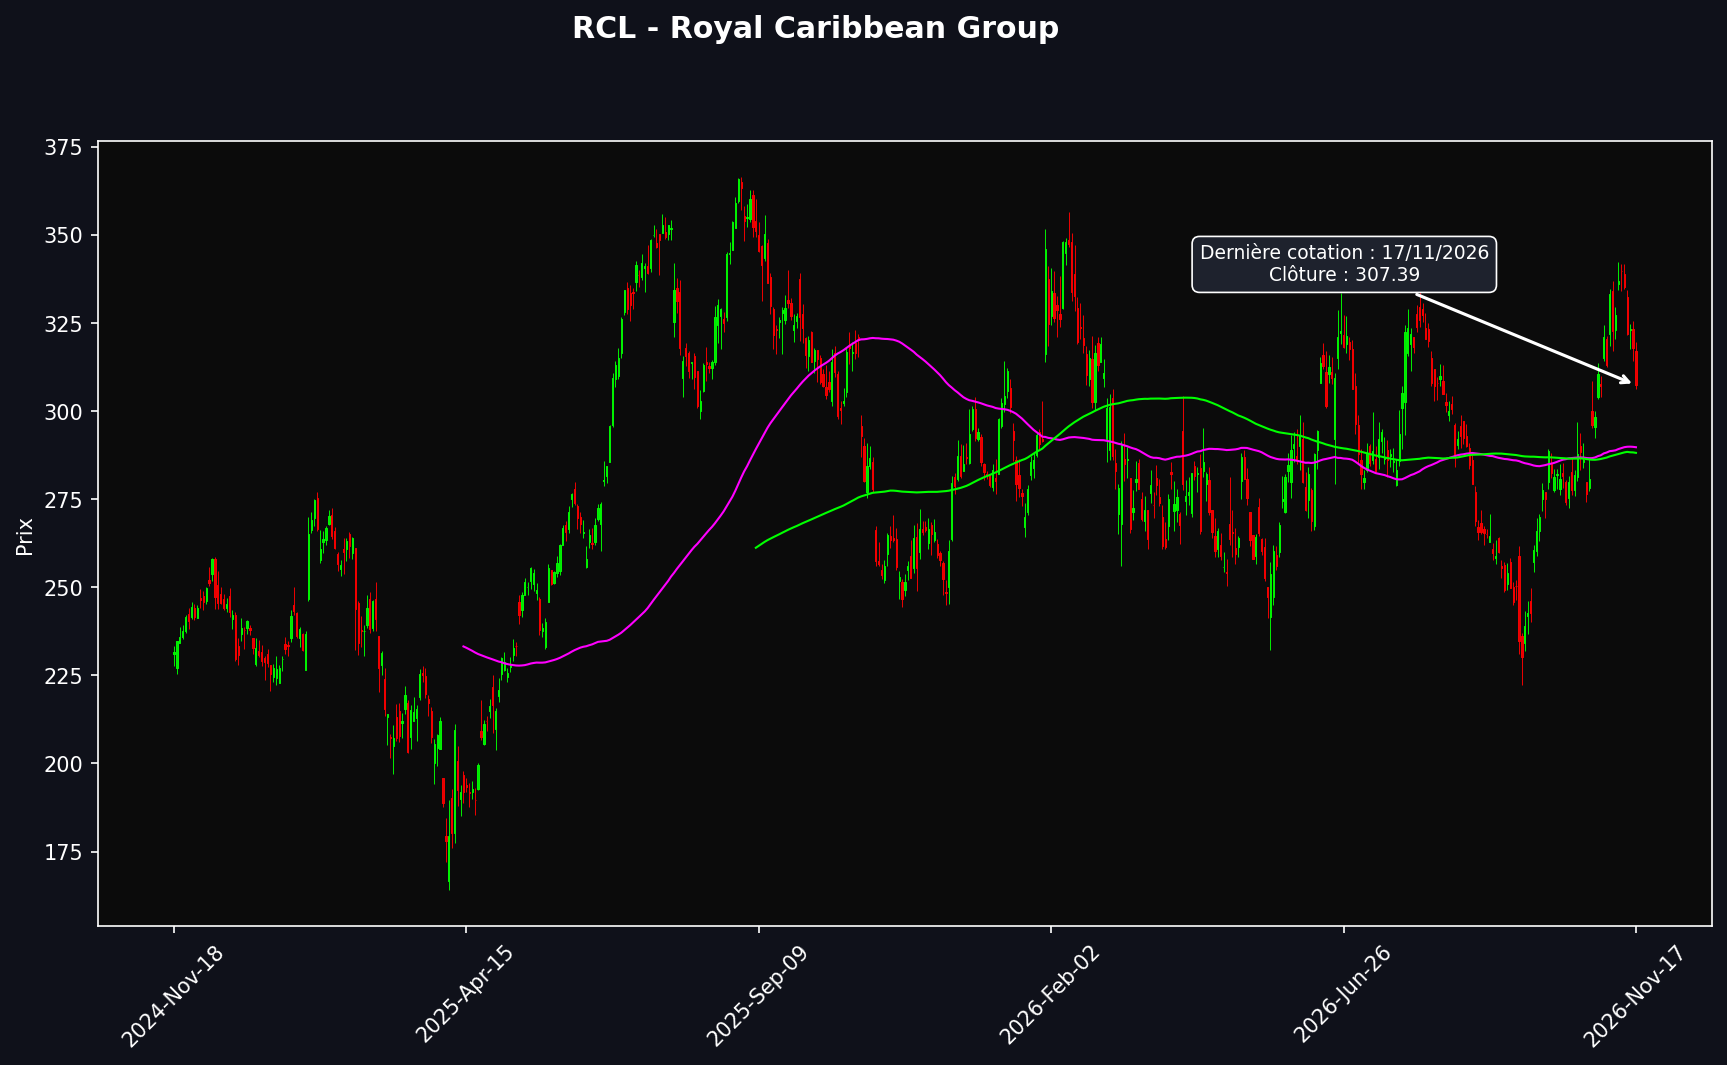 RCL - Royal Caribbean Group
375
350
325
300
275
250
225
200
175
Prix
Dernière cotation : 17/11/2026
Clôture : 307.39
2024-Nov-18
2025-Apr-15
2025-Sep-09
2026-Feb-02
2026-Jun-26
2026-Nov-17